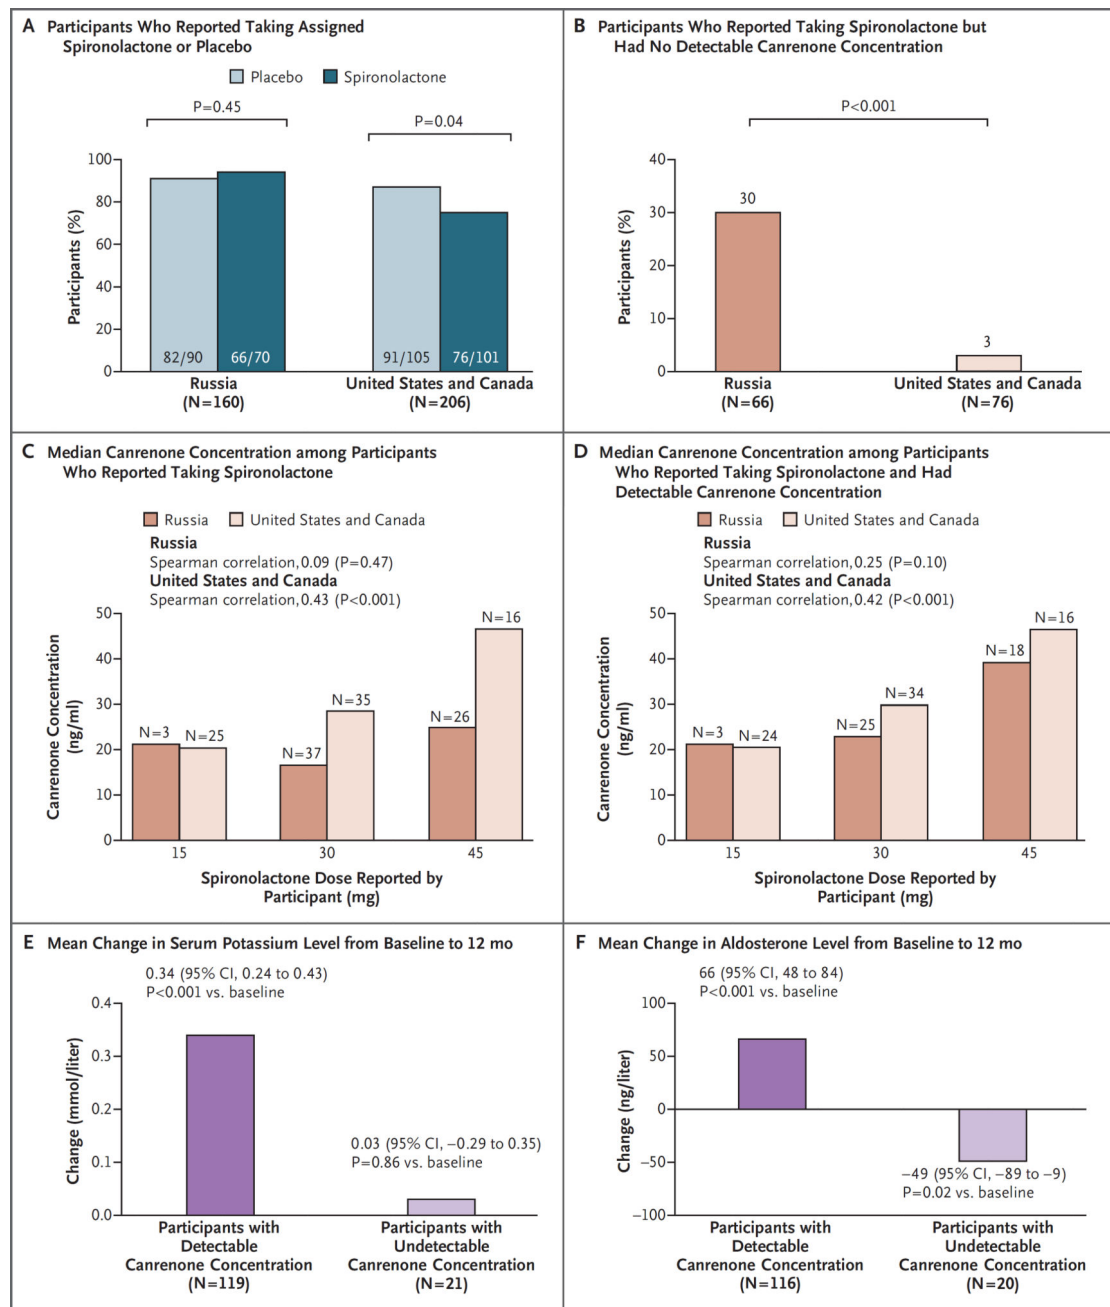 A Participants Who Reported Taking Assigned
Spironolactone or Placebo
Placebo Spironolactone
P=0.45
P=0.04
Participants (%)
100
80
60
40
20
0
82/90 66/70 91/105 76/101
Russia
(N=160)
United States and Canada
(N=206)
B Participants Who Reported Taking Spironolactone but
Had No Detectable Canrenone Concentration
P<0.001
Participants (%)
40
30
20
10
0
30
3
Russia
(N=66)
United States and Canada
(N=76)
C Median Canrenone Concentration among Participants
Who Reported Taking Spironolactone
Russia United States and Canada
Russia
Spearman correlation, 0.09 (P=0.47)
United States and Canada
Spearman correlation, 0.43 (P<0.001)
Canrenone Concentration
(ng/ml)
50
40
30
20
10
0
N=3 N=25 N=37 N=35 N=26 N=16
15 30 45
Spironolactone Dose Reported by
Participant (mg)
D Median Canrenone Concentration among Participants
Who Reported Taking Spironolactone and Had
Detectable Canrenone Concentration
Russia United States and Canada
Russia
Spearman correlation, 0.25 (P=0.10)
United States and Canada
Spearman correlation, 0.42 (P<0.001)
Canrenone Concentration
(ng/ml)
50
40
30
20
10
0
N=3 N=24 N=25 N=34 N=18 N=16
15 30 45
Spironolactone Dose Reported by
Participant (mg)
E Mean Change in Serum Potassium Level from Baseline to 12 mo
0.34 (95% CI, 0.24 to 0.43)
P<0.001 vs. baseline
Change (mmol/liter)
0.4
0.3
0.2
0.1
0.0
0.03 (95% CI, −0.29 to 0.35)
P=0.86 vs. baseline
Participants with
Detectable
Canrenone Concentration
(N=119)
Participants with
Undetectable
Canrenone Concentration
(N=21)
F Mean Change in Aldosterone Level from Baseline to 12 mo
66 (95% CI, 48 to 84)
P<0.001 vs. baseline
Change (ng/liter)
100
50
0
−50
−100
−49 (95% CI, −89 to −9)
P=0.02 vs. baseline
Participants with
Detectable
Canrenone Concentration
(N=116)
Participants with
Undetectable
Canrenone Concentration
(N=20)